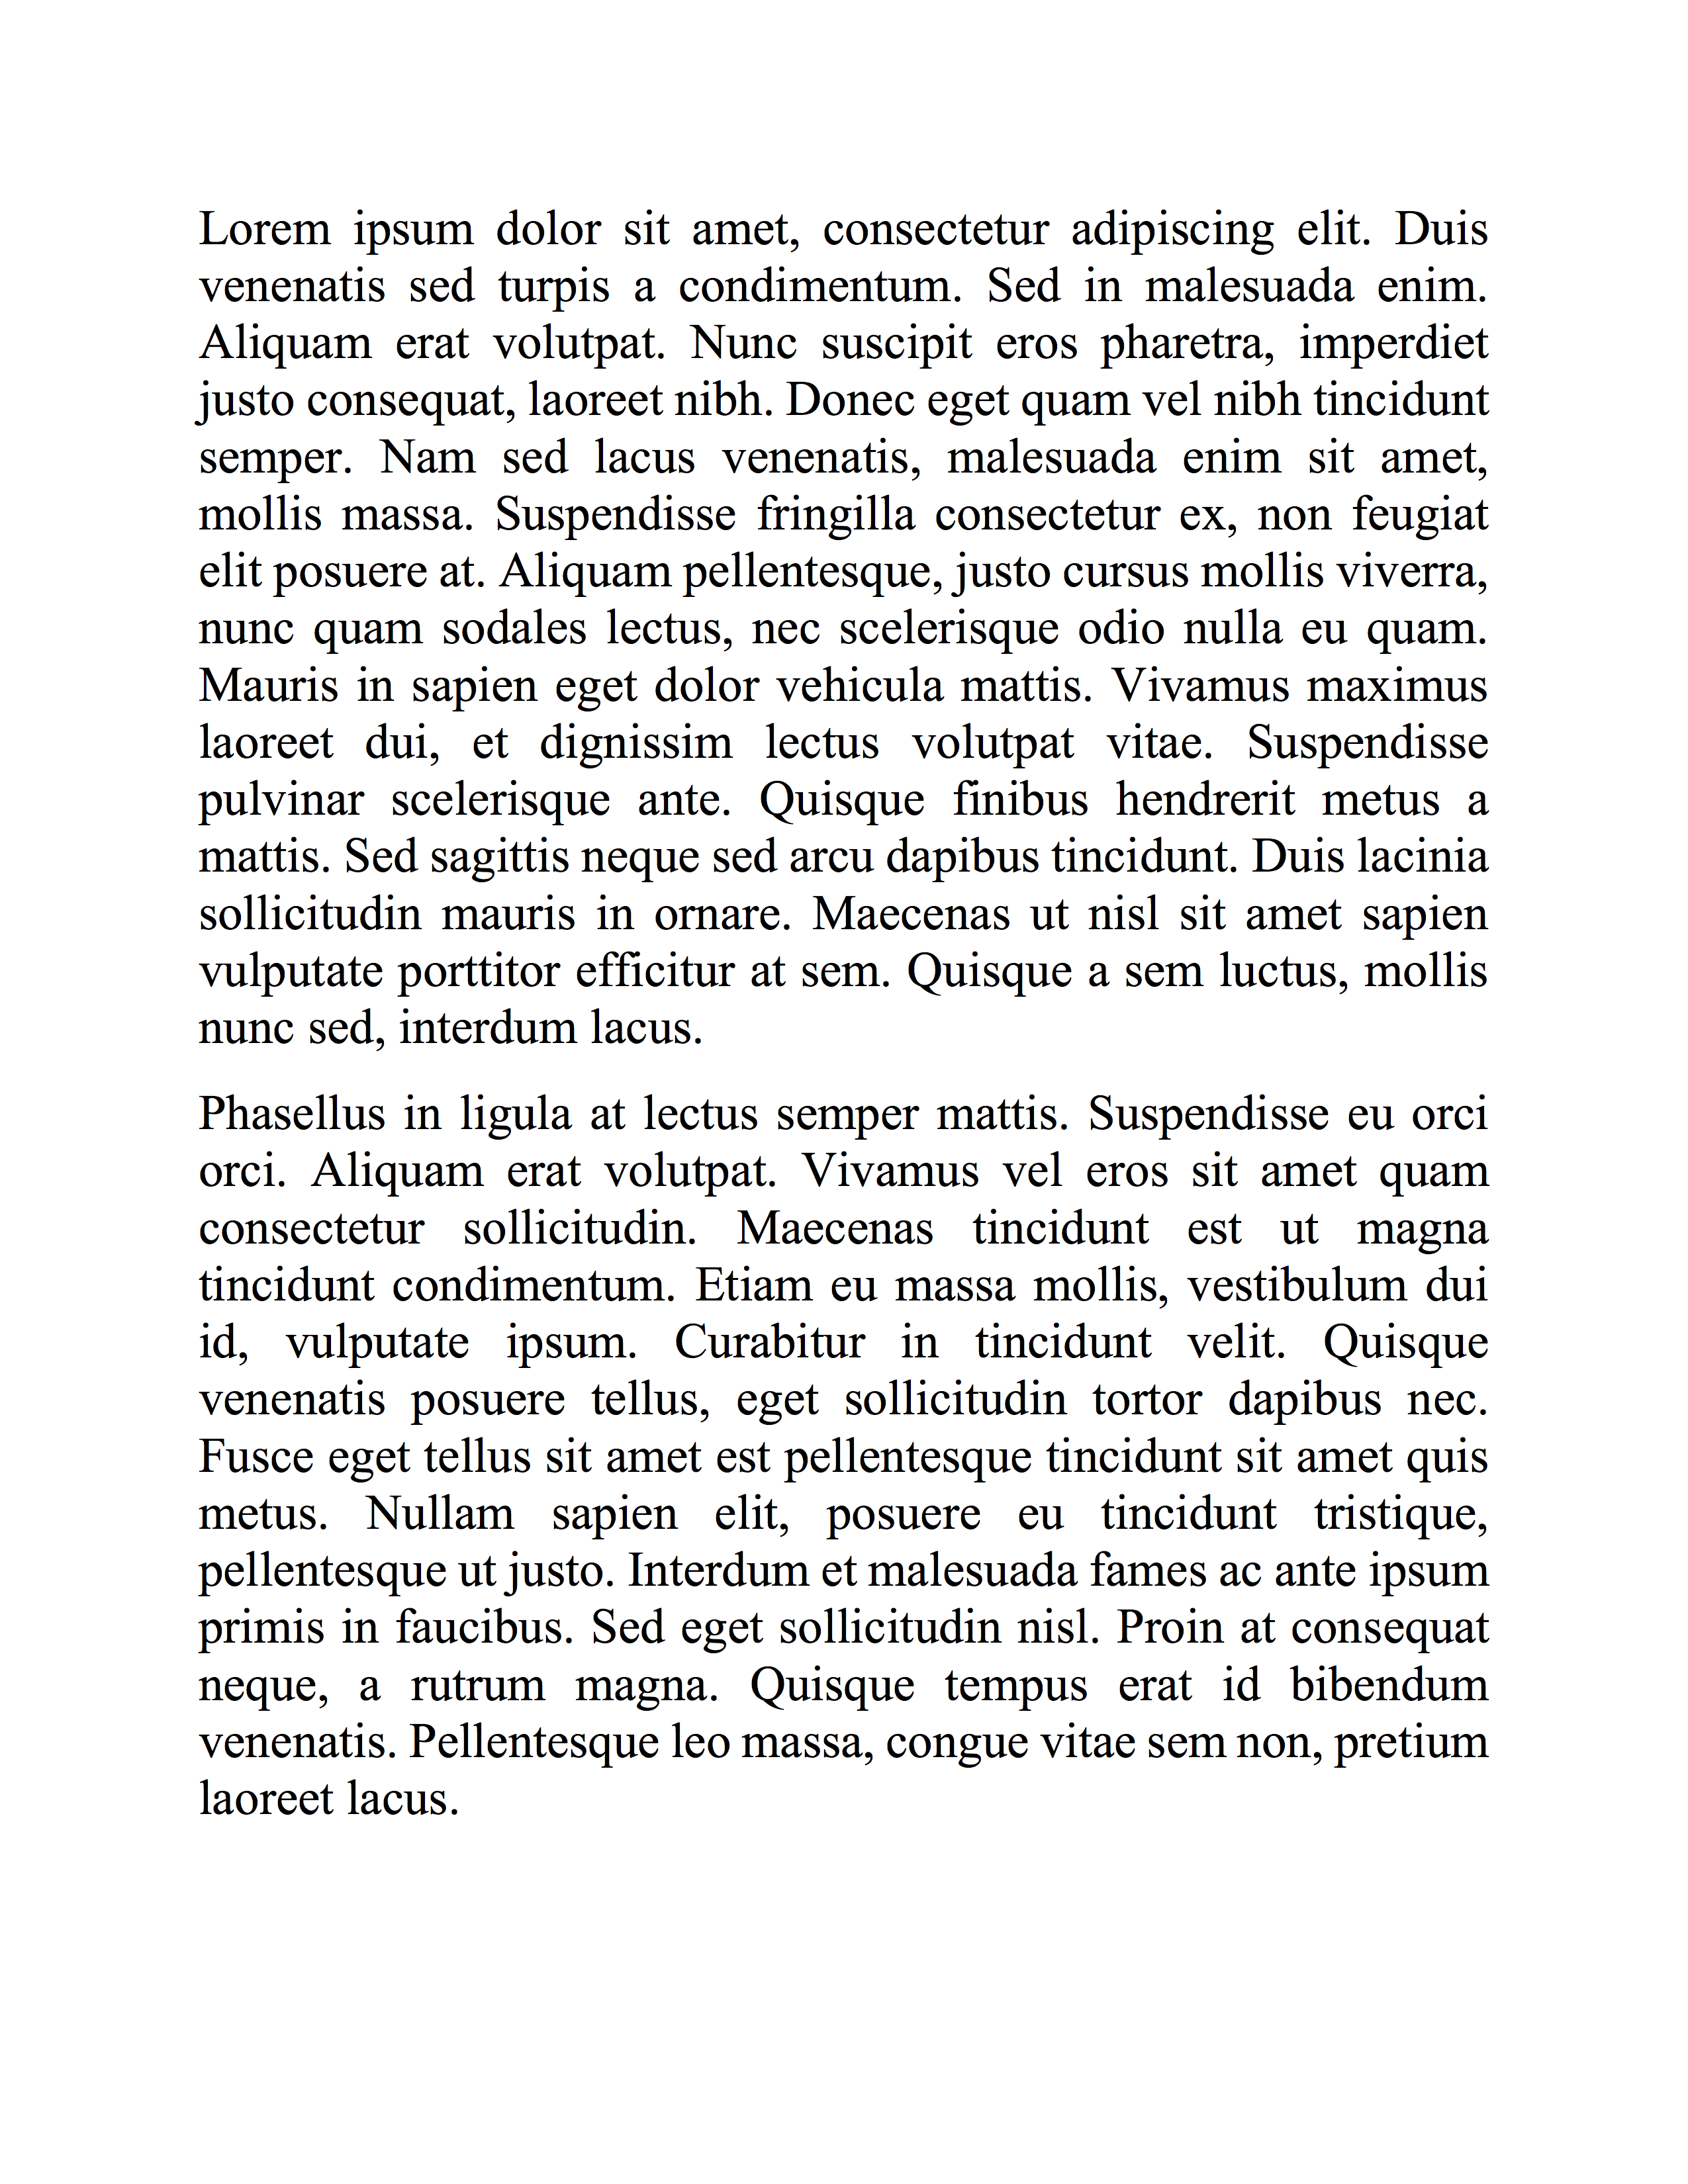 Lorem ipsum dolor sit amet, consectetur adipiscing elit. Duis
venenatis sed turpis a condimentum. Sed in malesuada enim.
Aliquam erat volutpat. Nunc suscipit eros pharetra, imperdiet
justo consequat, laoreet nibh. Donec eget quam vel nibh tincidunt
semper. Nam sed lacus venenatis, malesuada enim sit amet,
mollis massa. Suspendisse fringilla consectetur ex, non feugiat
elit posuere at. Aliquam pellentesque, justo cursus mollis viverra,
nunc quam sodales lectus, nec scelerisque odio nulla eu quam.
Mauris in sapien eget dolor vehicula mattis. Vivamus maximus
laoreet dui, et dignissim lectus volutpat vitae. Suspendisse
pulvinar scelerisque ante. Quisque finibus hendrerit metus a
mattis. Sed sagittis neque sed arcu dapibus tincidunt. Duis lacinia
sollicitudin mauris in ornare. Maecenas ut nisl sit amet sapien
vulputate porttitor efficitur at sem. Quisque a sem luctus, mollis
nunc sed, interdum lacus.
Phasellus in ligula at lectus semper mattis. Suspendisse eu orci
orci. Aliquam erat volutpat. Vivamus vel eros sit amet quam
consectetur sollicitudin. Maecenas tincidunt est ut magna
tincidunt condimentum. Etiam eu massa mollis, vestibulum dui
id, vulputate ipsum. Curabitur in tincidunt velit. Quisque
venenatis posuere tellus, eget sollicitudin tortor dapibus nec.
Fusce eget tellus sit amet est pellentesque tincidunt sit amet quis
metus. Nullam sapien elit, posuere eu tincidunt tristique,
pellentesque ut justo. Interdum et malesuada fames ac ante ipsum
primis in faucibus. Sed eget sollicitudin nisl. Proin at consequat
neque, a rutrum magna. Quisque tempus erat id bibendum
venenatis. Pellentesque leo massa, congue vitae sem non, pretium
laoreet lacus.